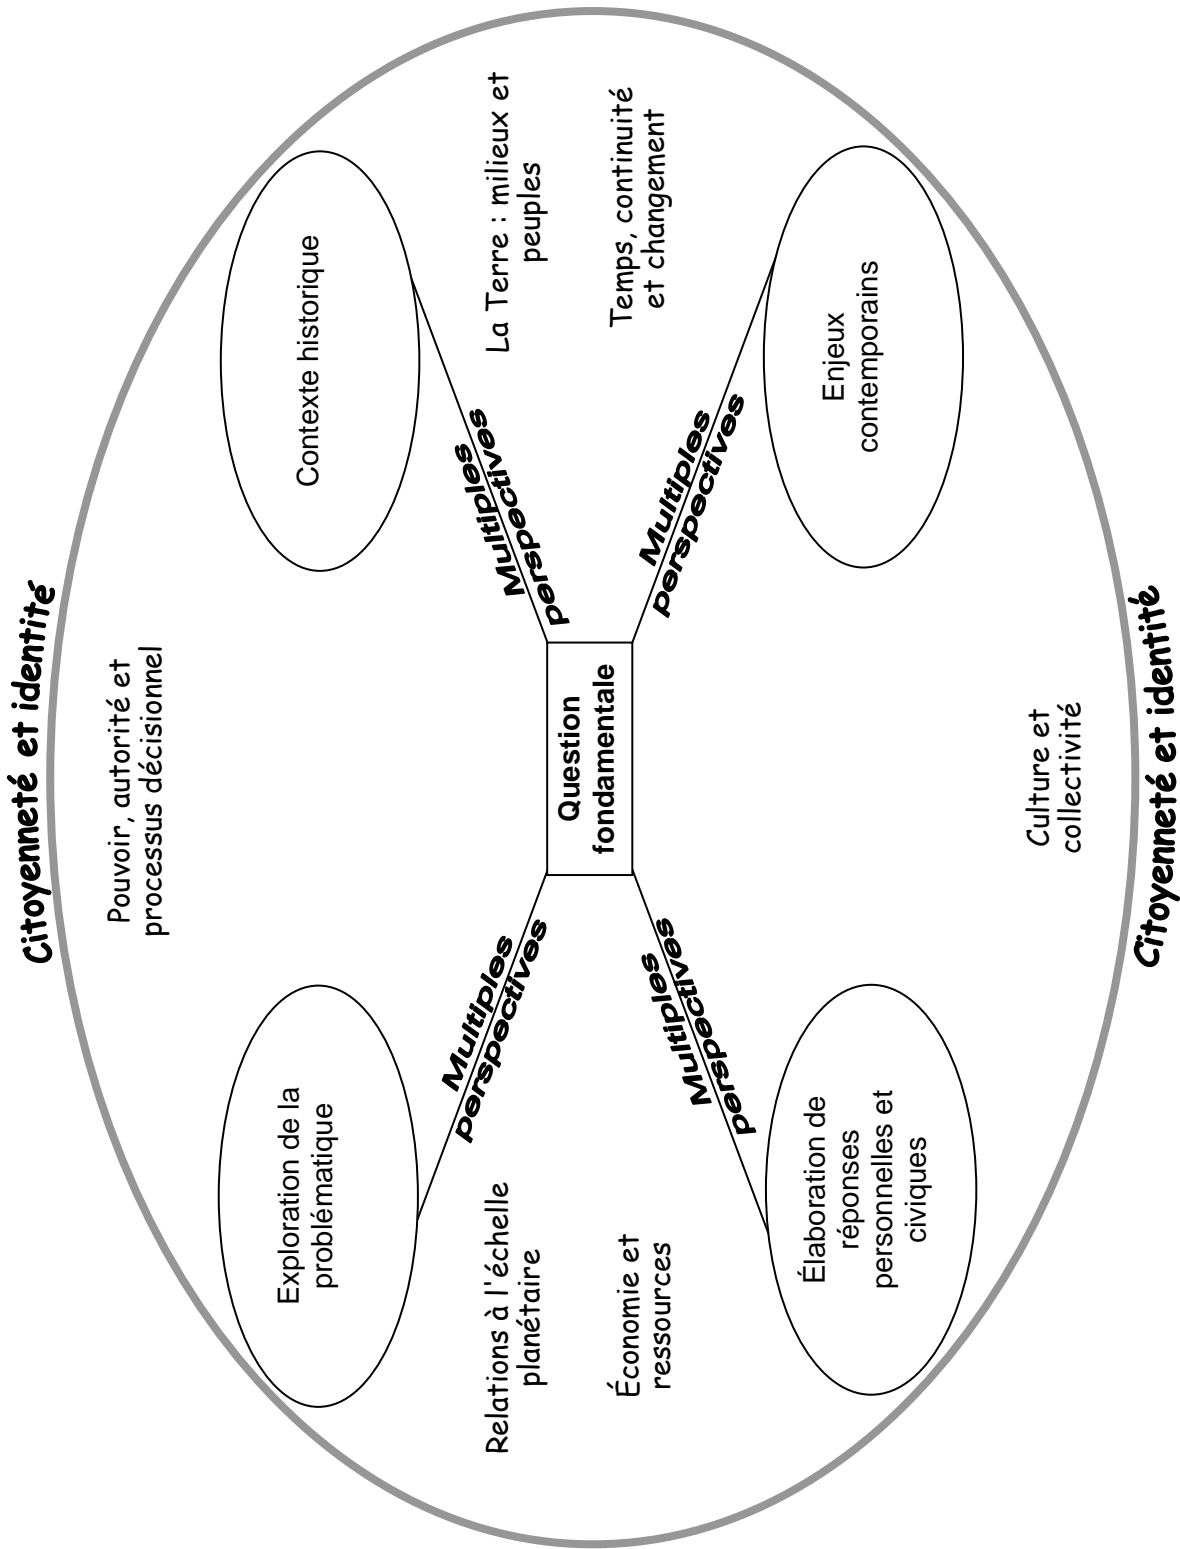 Citoyenneté et identité
Pouvoir, autorité et
processus décisionnel
Exploration de la
problématique
Contexte historique
Multiples
perspectives
Multiples
perspectives
Relations à l'échelle
planétaire
La Terre : milieux et
peuples
Question
fondamentale
Économie et
ressources
Temps, continuité
et changement
Multiples
perspectives
Multiples
perspectives
Élaboration de
réponses
personnelles et
civiques
Enjeux
contemporains
Culture et
collectivité
Citoyenneté et identité